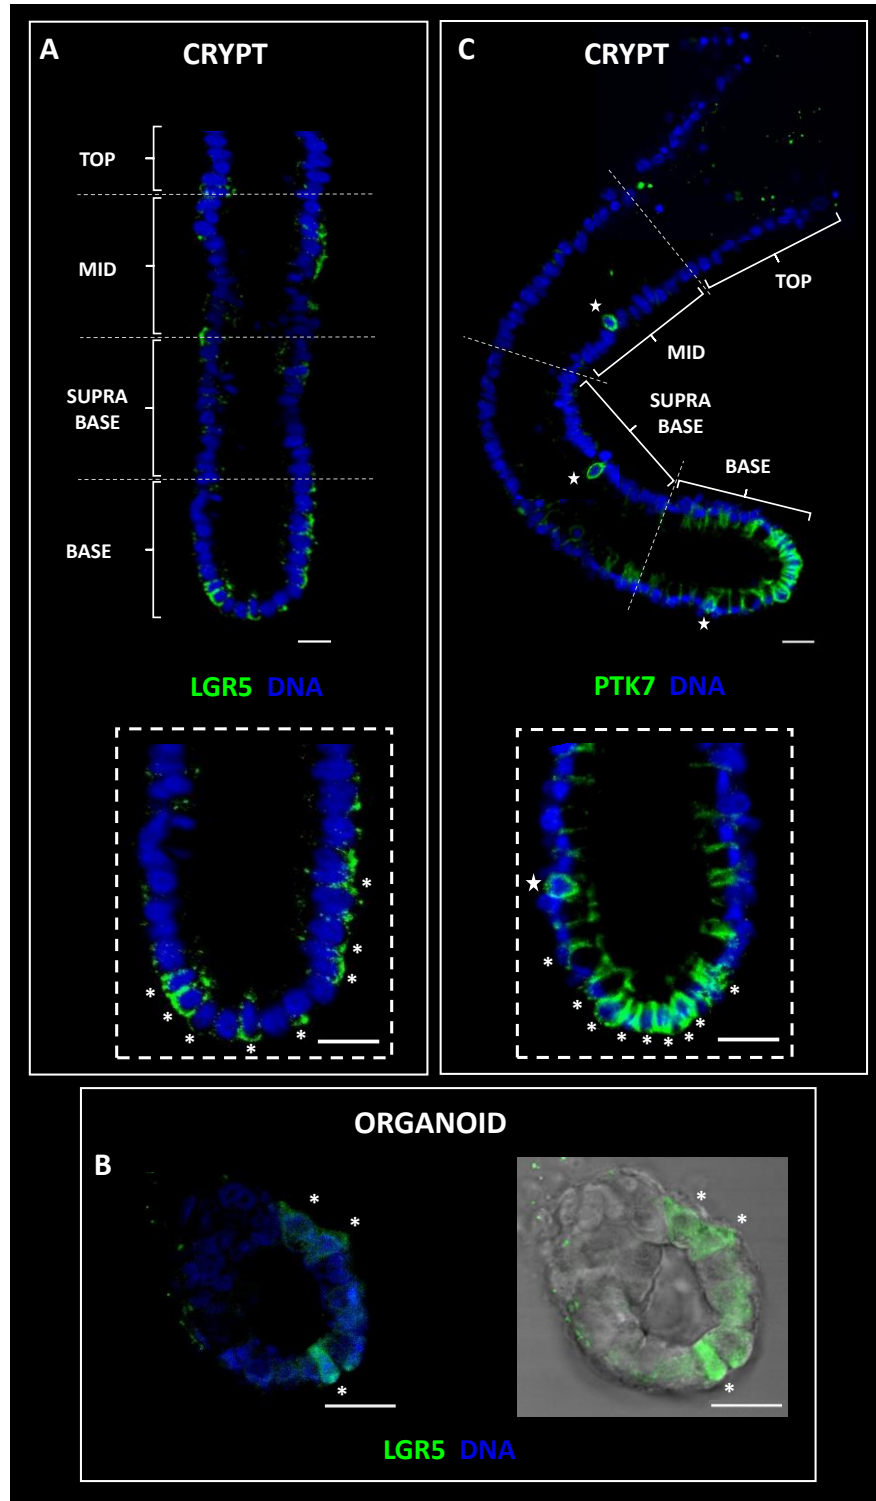 A
CRYPT
TOP
MID
SUPRA
BASE
BASE
LGR5 DNA
*
*
*
*
*
*
*
*
C
CRYPT
TOP
MID
SUPRA
BASE
BASE
PTK7 DNA
*
*
*
*
*
*
*
*
*
ORGANOID
B
*
*
*
*
*
*
LGR5 DNA